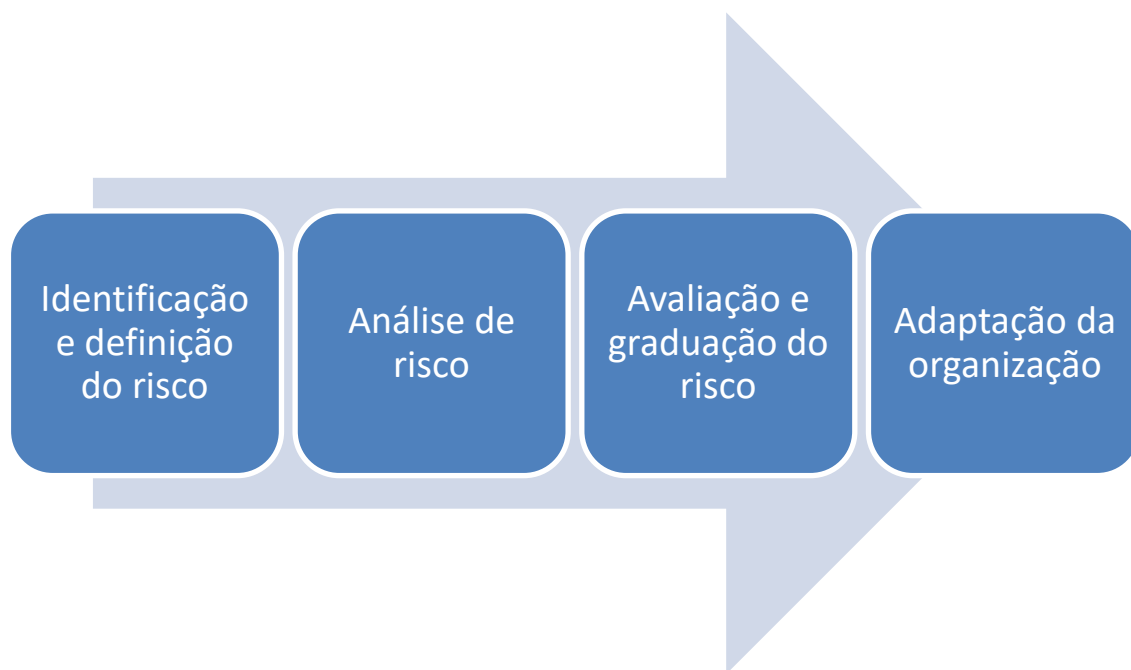 Identificação
e definição
do risco
Análise de
risco
Avaliação e
graduação do
risco
Adaptação da
organização